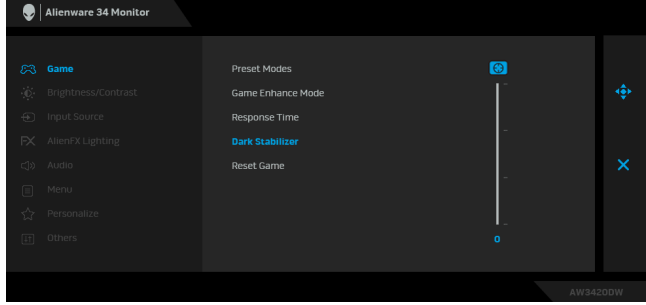 Alienware 34 Monitor
Game
Brightness/Contrast
Input Source
FX AlienFX Lighting
Audio
Menu
Personalize
Others
Preset Modes
Game Enhance Mode
Response Time
Dark Stabilizer
Reset Game
0
AW3420DW